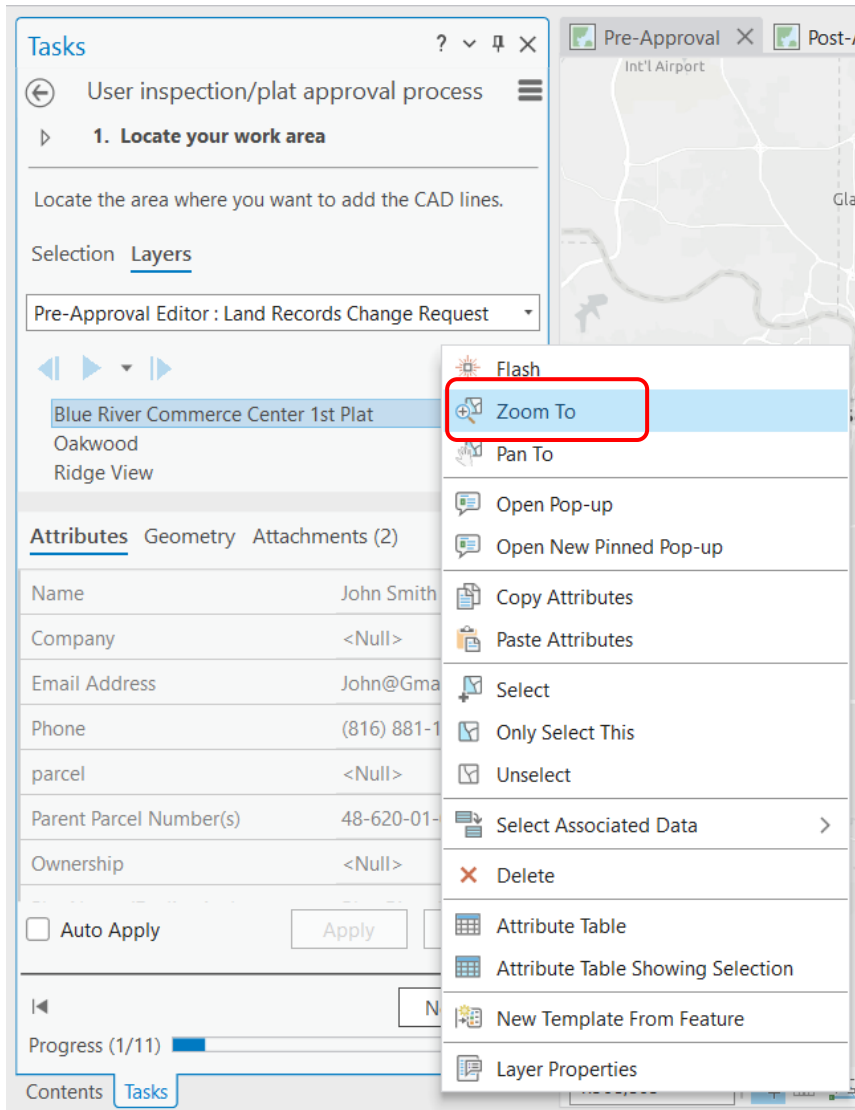 Tasks
?
Pre-Approval
Post-
Int'l Airport
User inspection/plat approval process
1. Locate your work area
Locate the area where you want to add the CAD lines.
Selection Layers
Pre-Approval Editor : Land Records Change Request
Blue River Commerce Center 1st Plat
Oakwood
Ridge View
Attributes Geometry Attachments (2)
Name John Smith
Company <Null>
Email Address John@Gma
Phone (816) 881-1
parcel <Null>
Parent Parcel Number(s) 48-620-01-
Ownership <Null>
Auto Apply Apply
Progress (1/11)
Contents Tasks
Flash
Zoom To
Pan To
Open Pop-up
Open New Pinned Pop-up
Copy Attributes
Paste Attributes
Select
Only Select This
Unselect
Select Associated Data
Delete
Attribute Table
Attribute Table Showing Selection
New Template From Feature
Layer Properties